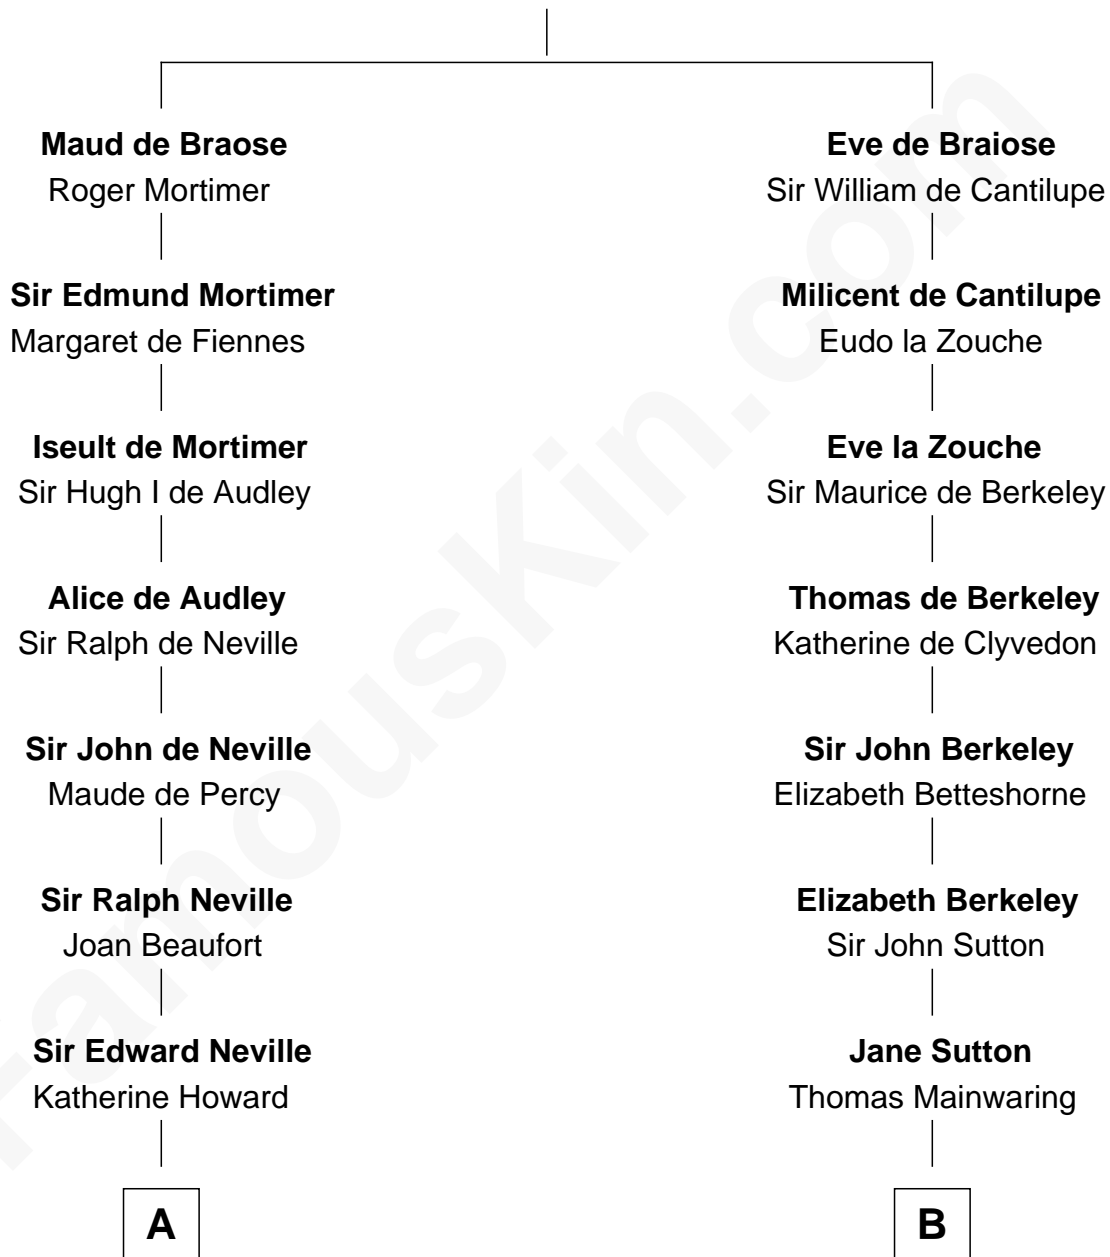 Maud de Braose
Roger Mortimer
Eve de Braiose
Sir William de Cantilupe
Sir Edmund Mortimer
Margaret de Fiennes
Milicent de Cantilupe
Eudo la Zouche
Iseult de Mortimer
Sir Hugh I de Audley
Eve la Zouche
Sir Maurice de Berkeley
Alice de Audley
Sir Ralph de Neville
Thomas de Berkeley
Katherine de Clyvedon
Sir John de Neville
Maude de Percy
Sir John Berkeley
Elizabeth Betteshorne
Sir Ralph Neville
Joan Beaufort
Elizabeth Berkeley
Sir John Sutton
Sir Edward Neville
Katherine Howard
Jane Sutton
Thomas Mainwaring
A
B
FamousKin.com